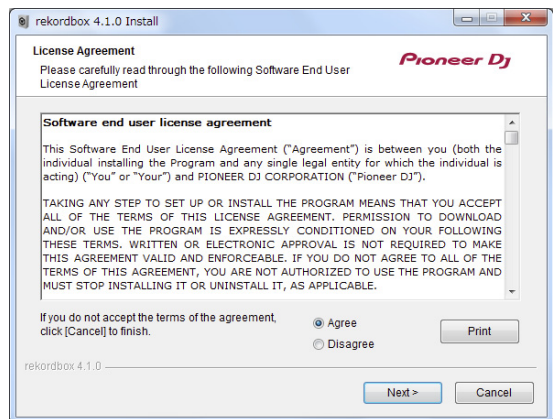 rekordbox 4.1.0 Install
License Agreement
Please carefully read through the following Software End User
License Agreement
Pioneer Dj
Software end user license agreement
This Software End User License Agreement ("Agreement") is between you (both the
individual installing the Program and any single legal entity for which the individual is
acting) ("You" or "Your") and PIONEER DJ CORPORATION ("Pioneer DJ").
TAKING ANY STEP TO SET UP OR INSTALL THE PROGRAM MEANS THAT YOU ACCEPT
ALL OF THE TERMS OF THIS LICENSE AGREEMENT. PERMISSION TO DOWNLOAD
AND/OR USE THE PROGRAM IS EXPRESSLY CONDITIONED ON YOUR FOLLOWING
THESE TERMS. WRITTEN OR ELECTRONIC APPROVAL IS NOT REQUIRED TO MAKE
THIS AGREEMENT VALID AND ENFORCEABLE. IF YOU DO NOT AGREE TO ALL OF THE
TERMS OF THIS AGREEMENT, YOU ARE NOT AUTHORIZED TO USE THE PROGRAM AND
MUST STOP INSTALLING IT OR UNINSTALL IT, AS APPLICABLE.
If you do not accept the terms of the agreement,
click [Cancel] to finish.
Agree
Disagree
Print
rekordbox 4.1.0
Next >
Cancel